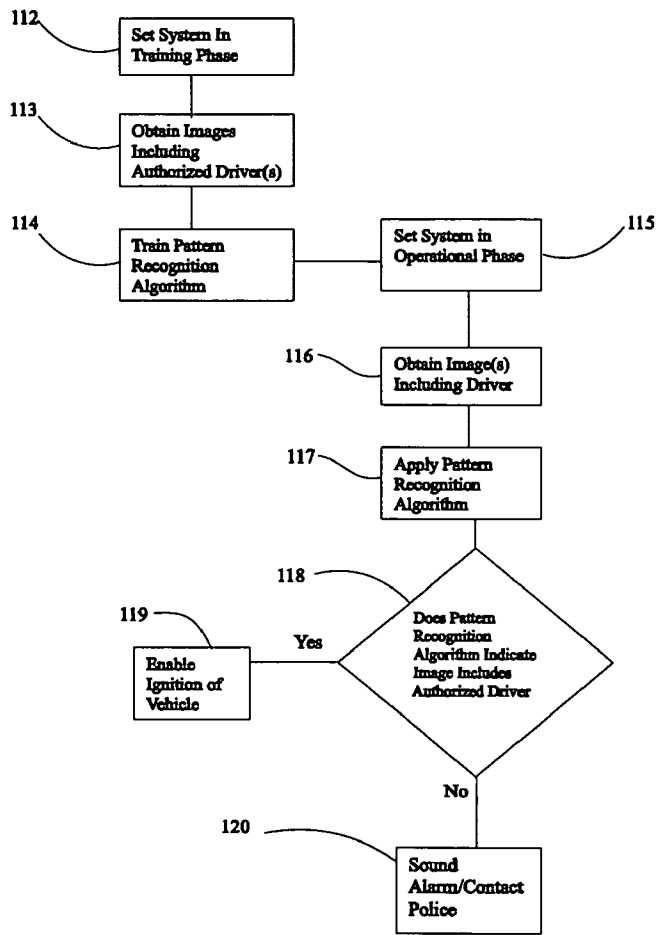 112
Set System In
Training Phase
113
Obtain Images
Including
Authorized Driver(s)
114
Train Pattern
Recognition
Algorithm
115
Set System in
Operational Phase
116
Obtain Image(s)
Including Driver
117
Apply Pattern
Recognition
Algorithm
118
Does Pattern
Recognition
Algorithm Indicate
Image Includes
Authorized Driver
Yes
119
Enable
Ignition of
Vehicle
No
120
Sound
Alarm/Contact
Police